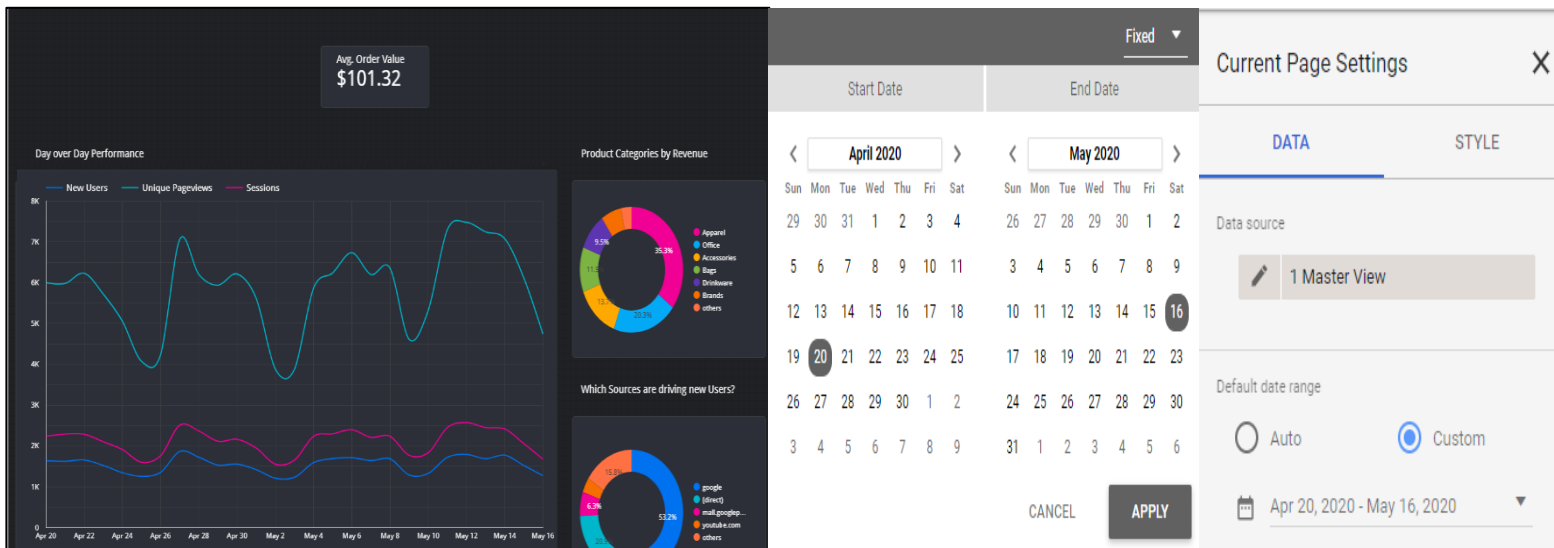 Avg. Order Value
$101.32
Day over Day Performance
New Users Unique Pageviews Sessions
8K
7K
6K
5K
4K
3K
2K
1K
0
Apr 20 Apr 22 Apr 24 Apr 26 Apr 28 Apr 30 May 2 May 4 May 6 May 8 May 10 May 12 May 14 May 16
Product Categories by Revenue
35.3%
20.3%
9.5%
Apparel
Office
Accessories
Bags
Drinkware
Brands
others
Which Sources are driving new Users?
15.8%
6.3%
53.2%
google
(direct)
mail.googlep...
youtube.com
others
Fixed
Start Date
April 2020
Sun Mon Tue Wed Thu Fri Sat
29 30 31 1 2 3 4
5 6 7 8 9 10 11
12 13 14 15 16 17 18
19 20 21 22 23 24 25
26 27 28 29 30 1 2
3 4 5 6 7 8 9
End Date
May 2020
Sun Mon Tue Wed Thu Fri Sat
26 27 28 29 30 1 2
3 4 5 6 7 8 9
10 11 12 13 14 15 16
17 18 19 20 21 22 23
24 25 26 27 28 29 30
31 1 2 3 4 5 6
CANCEL APPLY
Current Page Settings
DATA STYLE
Data source
1 Master View
Default date range
Auto Custom
Apr 20, 2020 - May 16, 2020